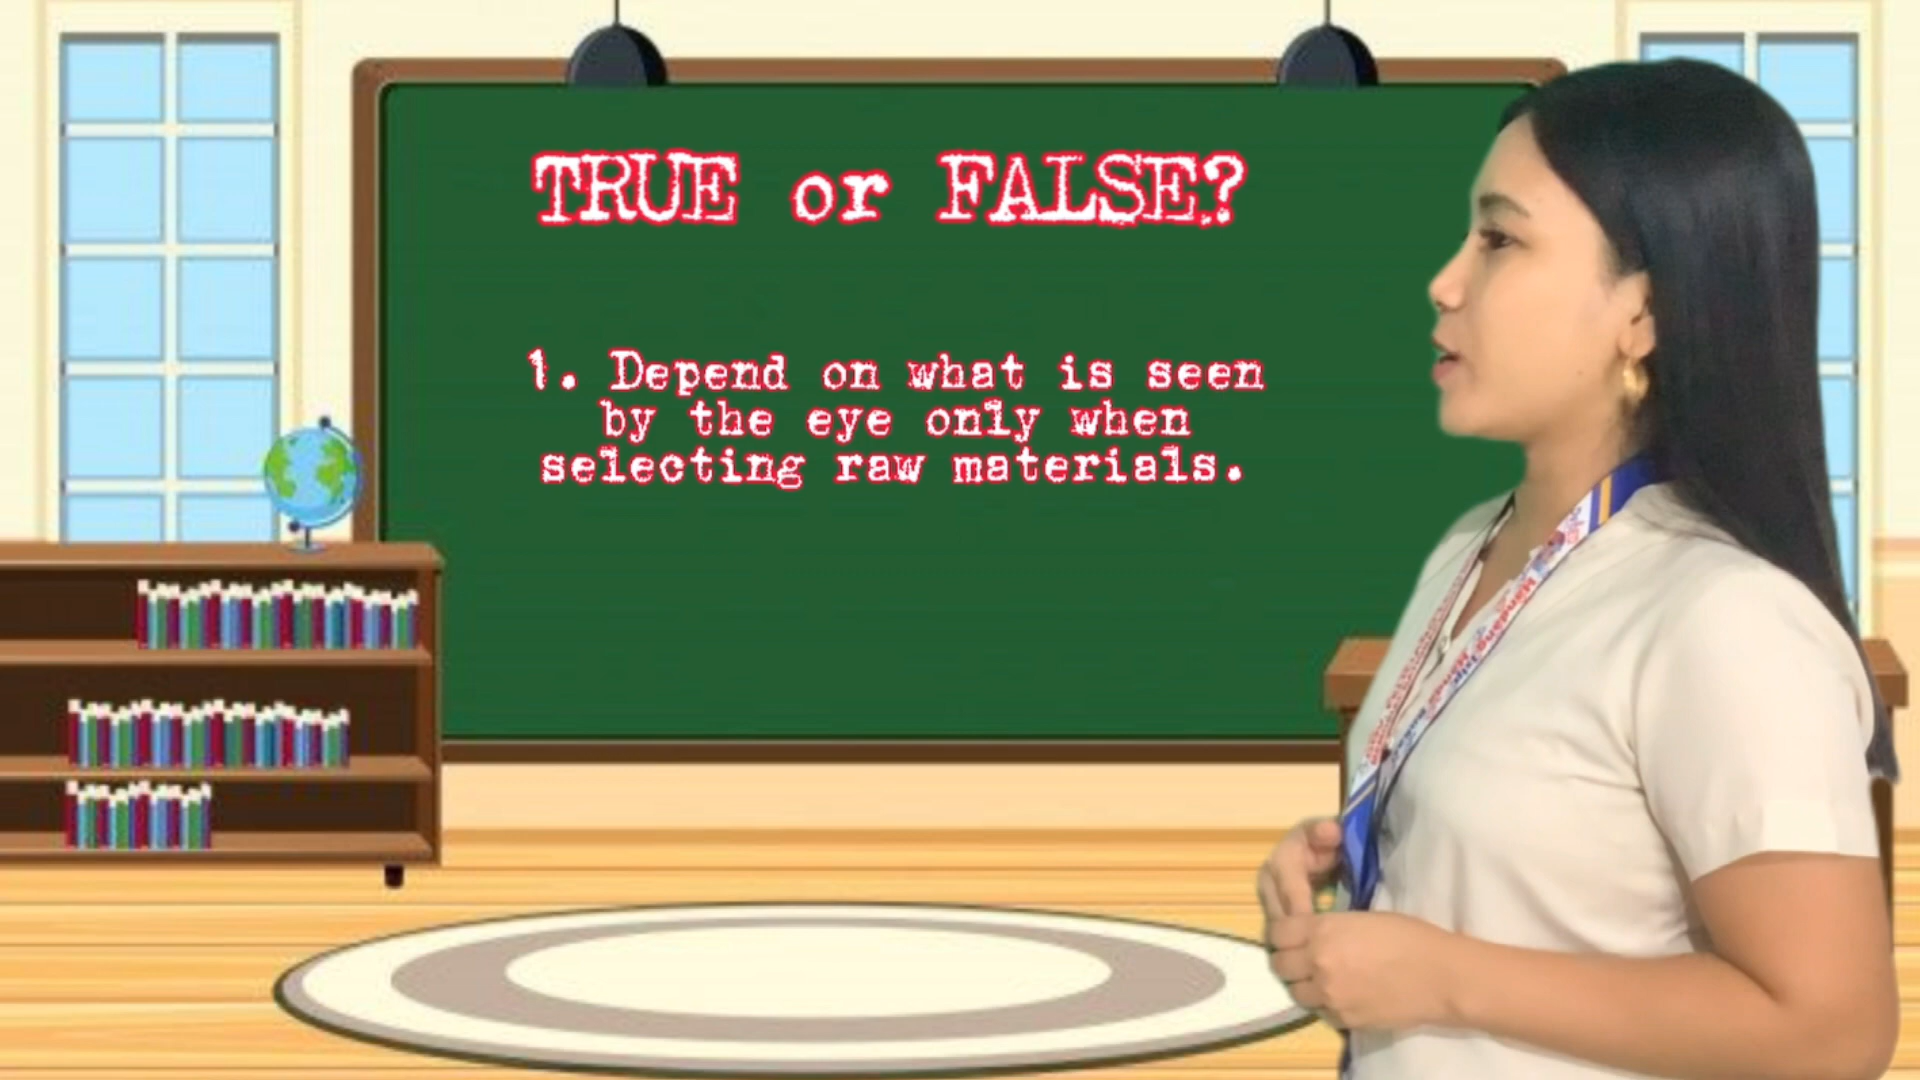 TRUE or FALSE?
1. Depend on what is seen
by the eye only when
selecting raw materials.